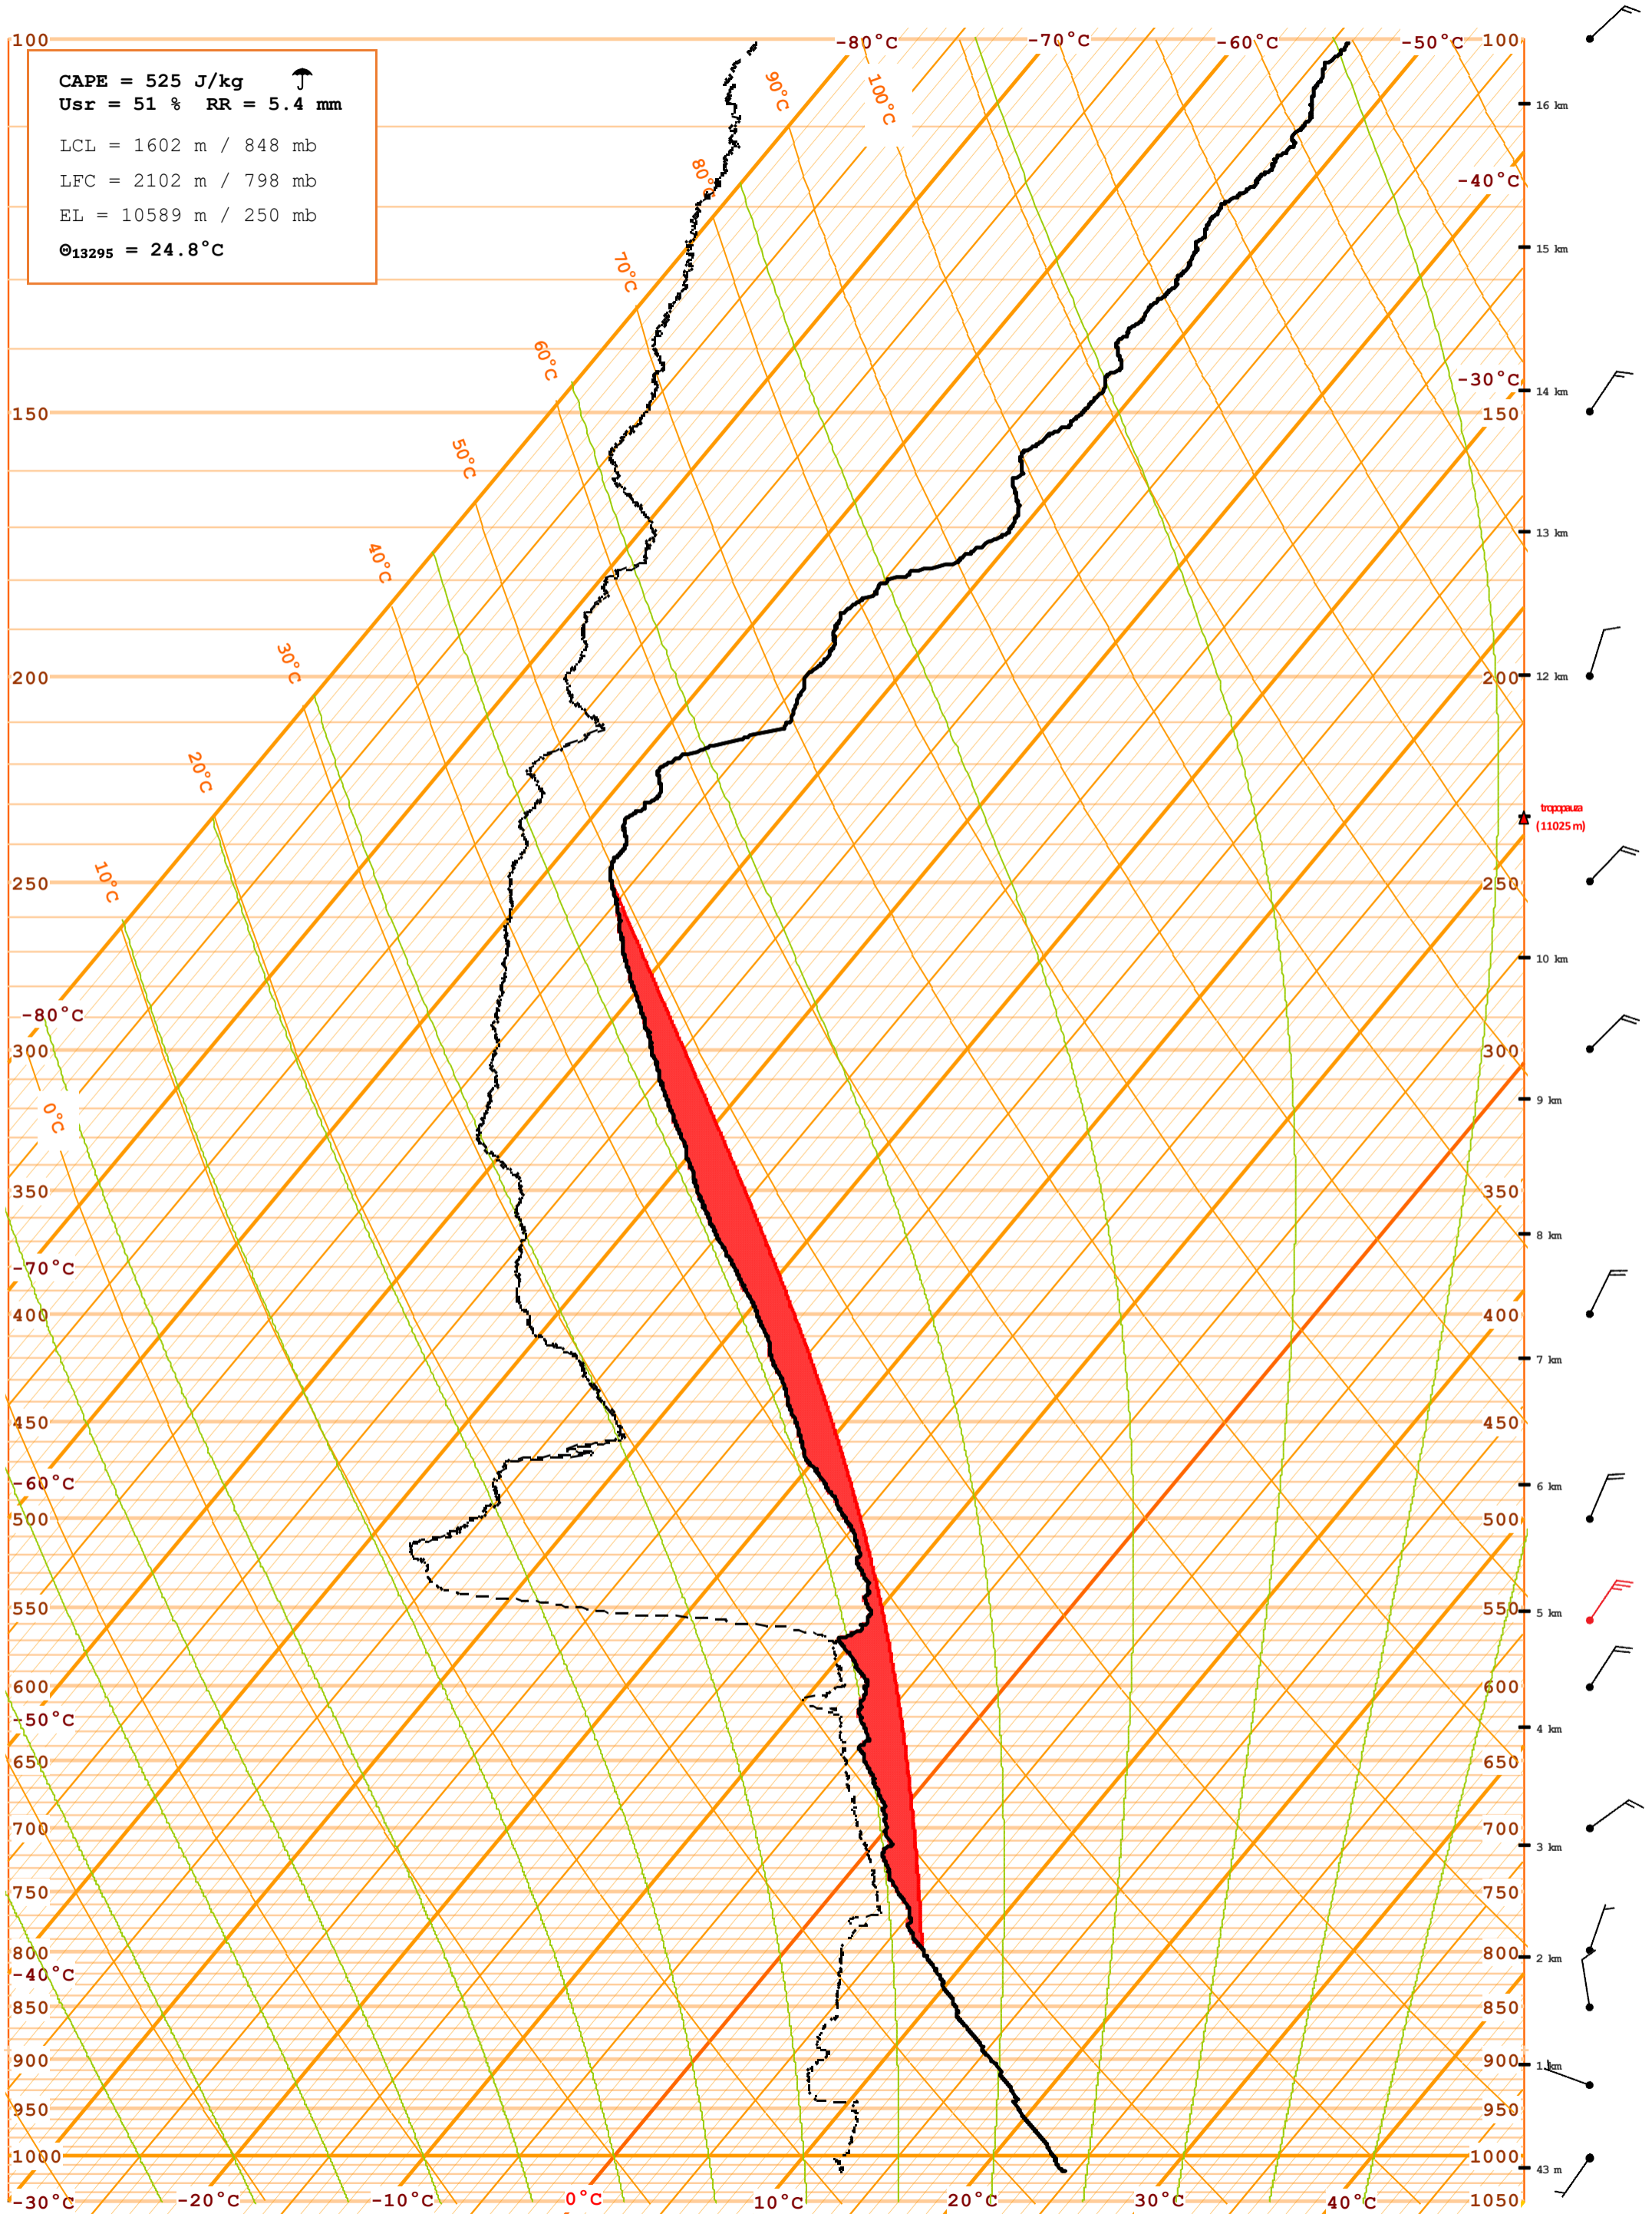 100 -80°C -70°C -60°C -50°C 100
CAPE = 525 J/kg
Usr = 51 % RR = 5.4 mm
LCL = 1602 m / 848 mb
LFC = 2102 m / 798 mb
EL = 10589 m / 250 mb
Θ13295 = 24.8°C
90°C 100°C
16 km
80°C -40°C
15 km
70°C
60°C -30°C 14 km
150 150
50°C
13 km
40°C
30°C
200 200 12 km
20°C
tropopauza
(11025 m)
10°C
250 250
10 km
-80°C
300 300
0°C 9 km
350 350
8 km
-70°C
400 400
7 km
450 450
-60°C 6 km
500 500
550 550 5 km
600 600
-50°C 4 km
650 650
700 700
3 km
750 750
800 800 2 km
-40°C
850 850
900 900 1 km
950 950
1000 1000
43 m
-30°C -20°C -10°C 0°C 10°C 20°C 30°C 40°C 1050